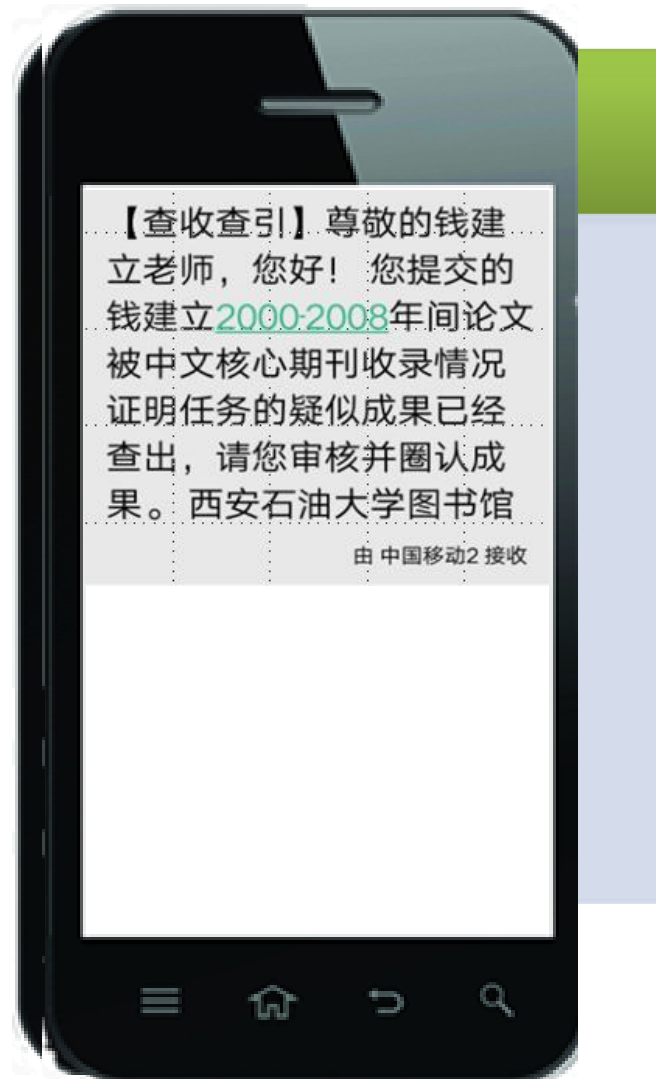 【查收查引】尊敬的钱建
立老师，您好！ 您提交的
钱建立2000-2008年间论文
被中文核心期刊收录情况
证明任务的疑似成果已经
查出，请您审核并圈认成
果。西安石油大学图书馆
由 中国移动2 接收